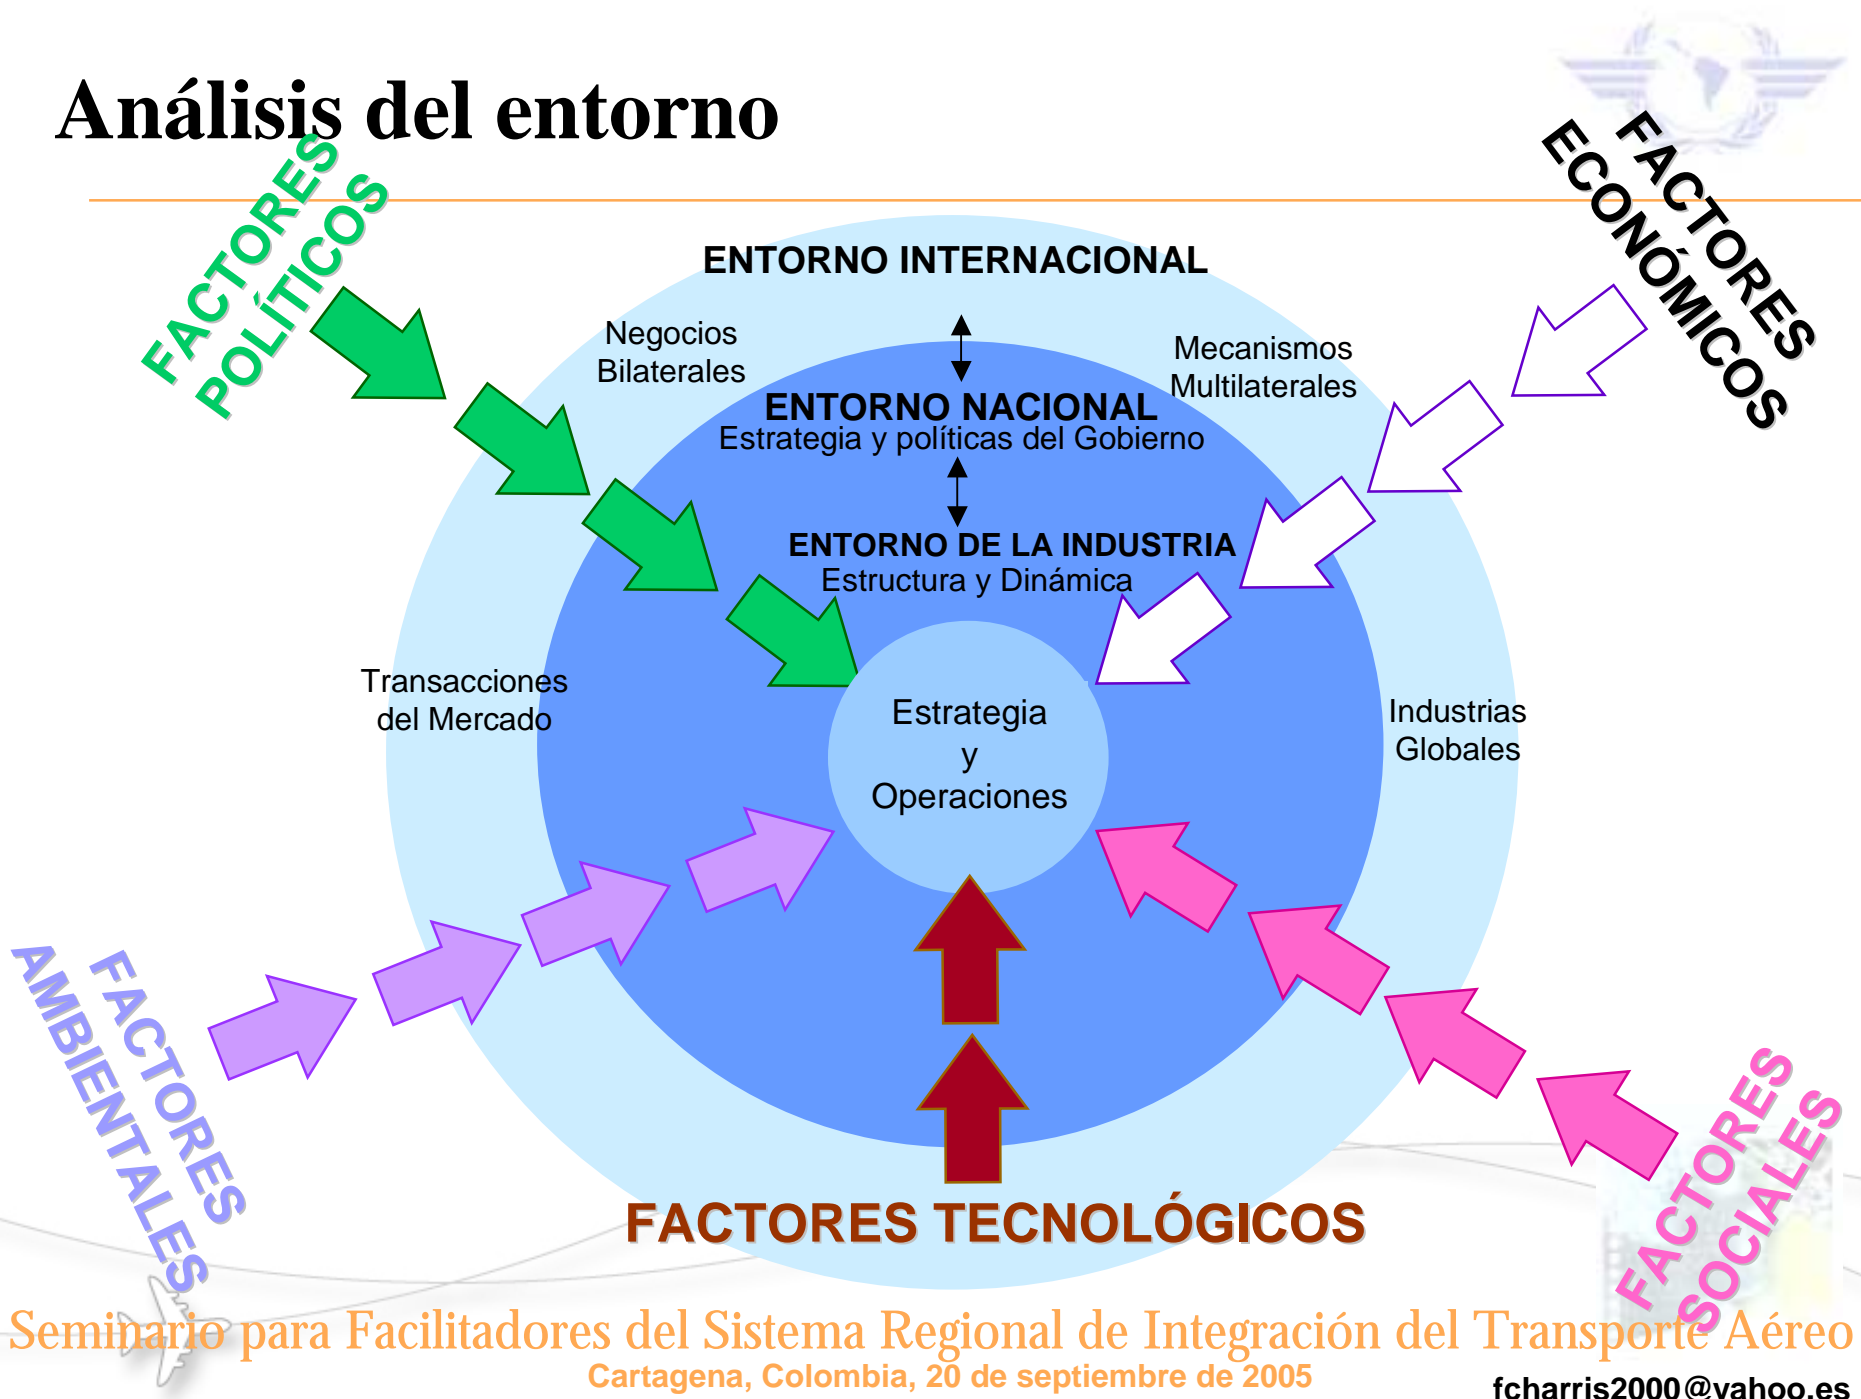 Análisis del entorno
FACTORES
POLÍTICOS
FACTORES
ECONÓMICOS
ENTORNO INTERNACIONAL
Negocios
Bilaterales
Mecanismos
Multilaterales
ENTORNO NACIONAL
Estrategia y políticas del Gobierno
ENTORNO DE LA INDUSTRIA
Estructura y Dinámica
Transacciones
del Mercado
Estrategia
y
Operaciones
Industrias
Globales
FACTORES
AMBIENTALES
FACTORES
SOCIALES
FACTORES TECNOLÓGICOS
Seminario para Facilitadores del Sistema Regional de Integración del Transporte Aéreo
Cartagena, Colombia, 20 de septiembre de 2005
fcharris2000@yahoo.es